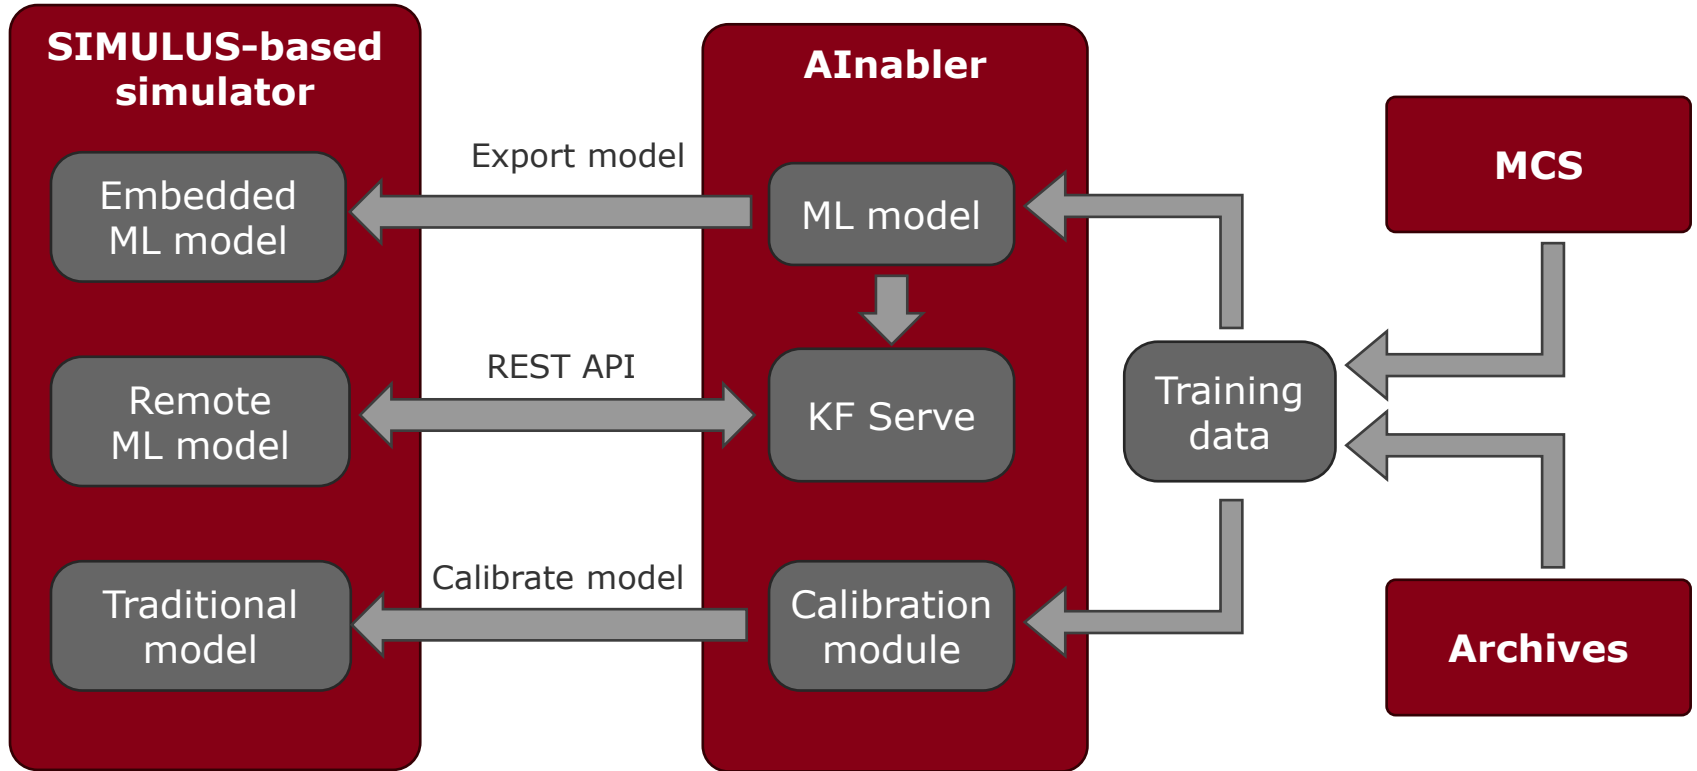 SIMULUS-based
simulator
Embedded
ML model
Remote
ML model
Traditional
model
Export model
REST API
Calibrate model
AInabler
ML model
KF Serve
Calibration
module
Training
data
MCS
Archives